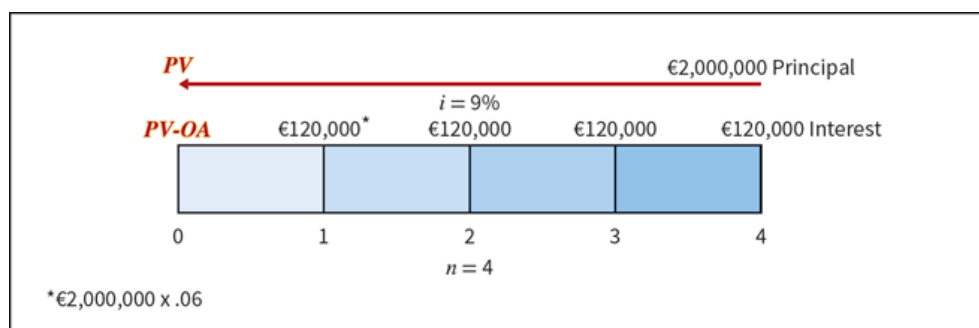 PV €2,000,000 Principal
i = 9%
PV-OA €120,000* €120,000 €120,000 €120,000 Interest
0 1 2 3 4
n = 4
*€2,000,000 x .06